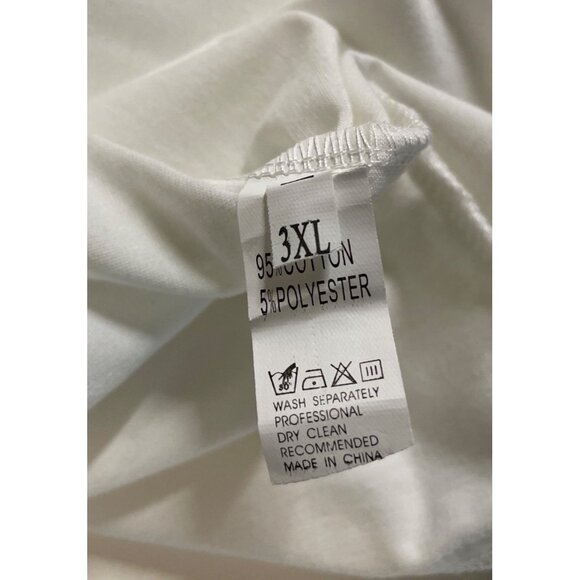 3XL
95%COTTON
5%POLYESTER
WASH SEPARATELY
PROFESSIONAL
DRY CLEAN
RECOMMENDED
MADE IN CHINA